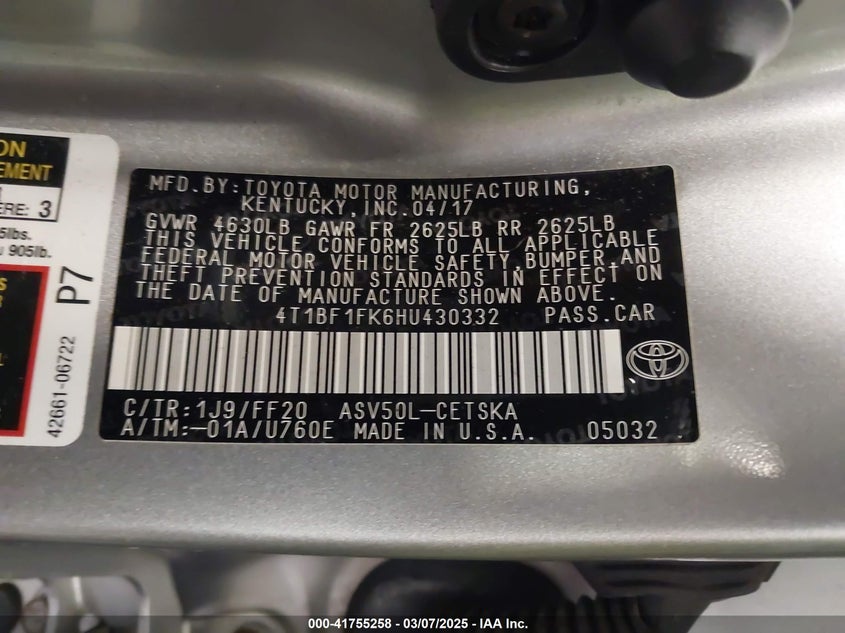 ON
EMENT
ERE: 3
5lbs.
905lb.
P7
42661-06722
MFD.BY:TOYOTA MOTOR MANUFACTURING,
KENTUCKY,INC.04/17
GVWR 4630LB GAWR FR 2625LB RR 2625LB
THIS VEHICLE CONFORMS TO ALL APPLICABLE
FEDERAL MOTOR VEHICLE SAFETY,BUMPER,AND
THEFT PREVENTION STANDARDS IN EFFECT ON
THE DATE OF MANUFACTURE SHOWN ABOVE.
4T1BF1FK6HU430332 PASS.CAR
C/TR:1J9/FF20 ASV50L-CETSKA
A/TM:-01A/U760E MADE IN U.S.A. 05032
000-41755258 - 03/07/2025 - IAA Inc.